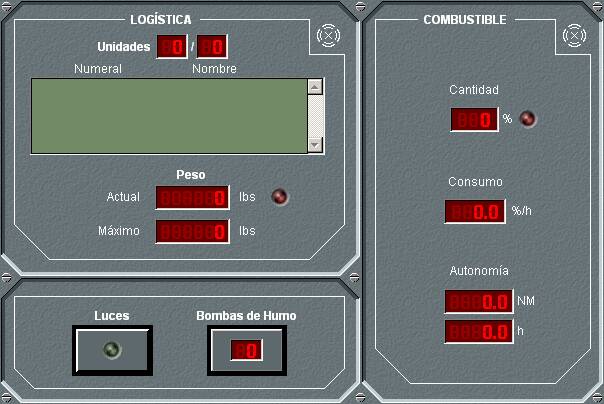 LOGÍSTICA
Unidades 0 / 0
Numeral Nombre
Peso
Actual 0 lbs
Máximo 0 lbs
Luces
Bombas de Humo
0
COMBUSTIBLE
Cantidad
0 %
Consumo
0.0 %/h
Autonomía
0.0 NM
0.0 h